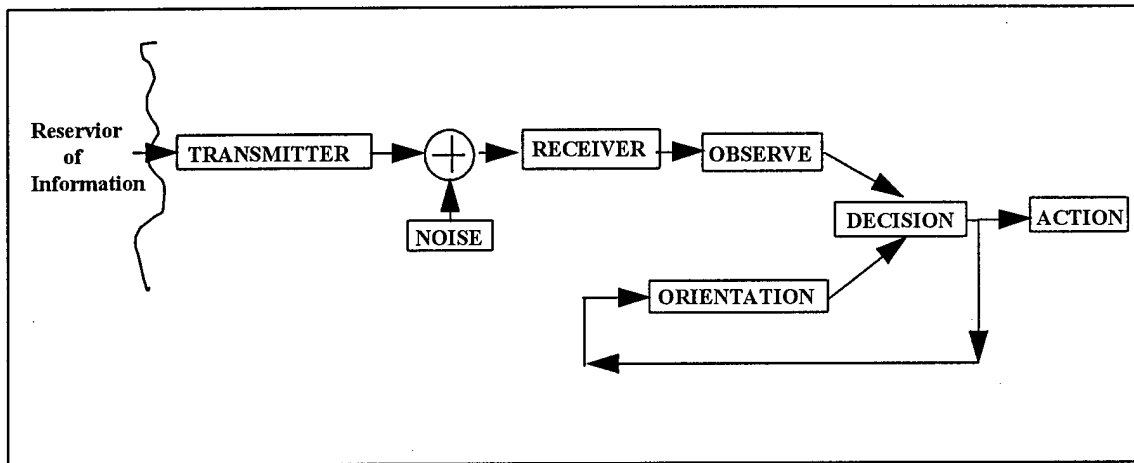 Reservior
of
Information
TRANSMITTER
NOISE
RECEIVER
OBSERVE
DECISION
ACTION
ORIENTATION